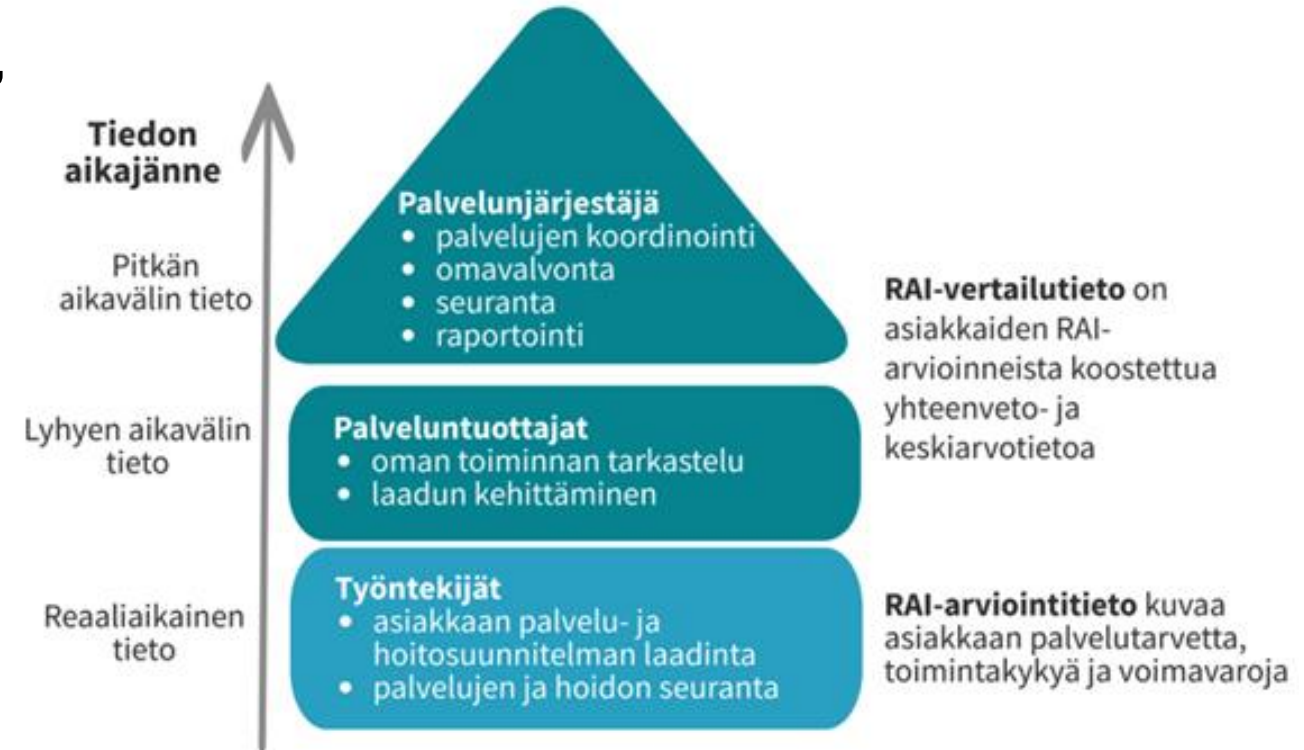 Tiedon
aikajänne
Pitkän
aikavälin tieto
Lyhyen aikavälin
tieto
Reaaliaikainen
tieto
Palvelunjärjestäjä
• palvelujen koordinointi
• omavalvonta
• seuranta
• raportointi
Palveluntuottajat
• oman toiminnan tarkastelu
• laadun kehittäminen
Työntekijät
• asiakkaan palvelu- ja
hoitosuunnitelman laadinta
• palvelujen ja hoidon seuranta
RAI-vertailutieto on
asiakkaiden RAI-
arvioinneista koostettua
yhteenveto- ja
keskiarvotietoa
RAI-arviointitieto kuvaa
asiakkaan palvelutarvetta,
toimintakykyä ja voimavaroja